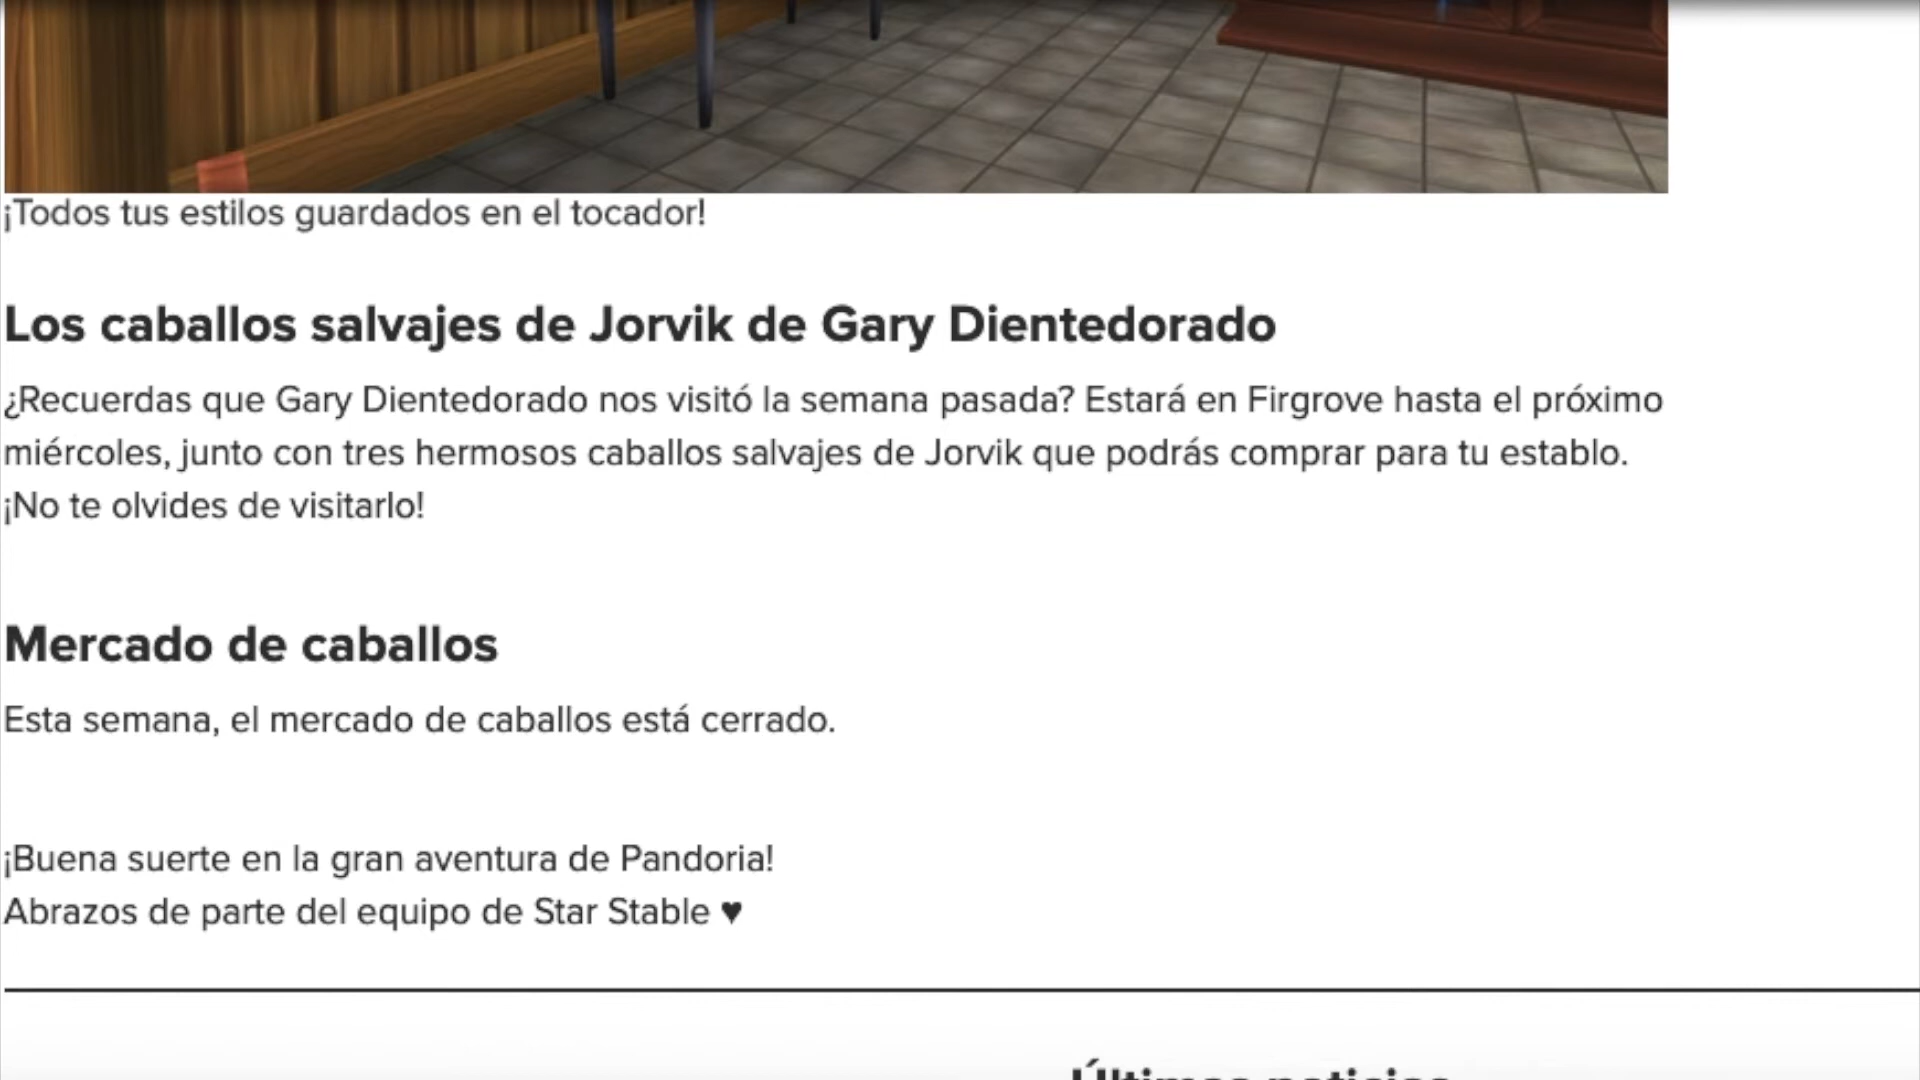 ¡Todos tus estilos guardados en el tocador!
Los caballos salvajes de Jorvik de Gary Dientedorado
¿Recuerdas que Gary Dientedorado nos visitó la semana pasada? Estará en Firgrove hasta el próximo
miércoles, junto con tres hermosos caballos salvajes de Jorvik que podrás comprar para tu establo.
¡No te olvides de visitarlo!
Mercado de caballos
Esta semana, el mercado de caballos está cerrado.
¡Buena suerte en la gran aventura de Pandoria!
Abrazos de parte del equipo de Star Stable ♥
Últimas noticias